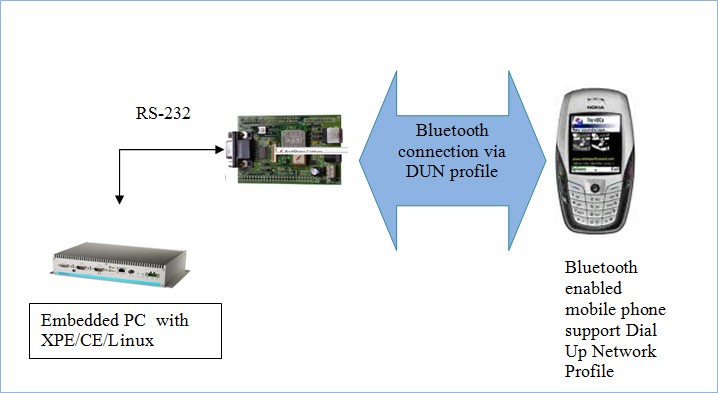 RS-232
Bluetooth
connection via
DUN profile
NOKIA
Embedded PC  with
XPE/CE/Linux
Bluetooth
enabled
mobile phone
support Dial
Up Network
Profile